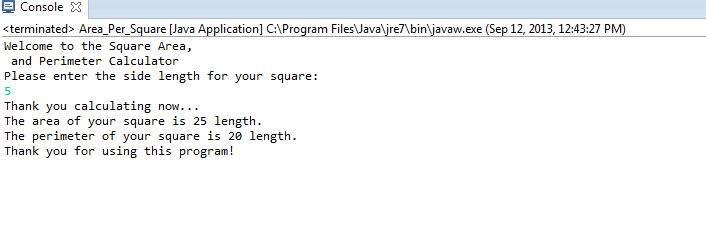 Console
<terminated> Area_Per_Square [Java Application] C:\Program Files\Java\jre7\bin\javaw.exe (Sep 12, 2013, 12:43:27 PM)
Welcome to the Square Area,
 and Perimeter Calculator
Please enter the side length for your square:
5
Thank you calculating now...
The area of your square is 25 length.
The perimeter of your square is 20 length.
Thank you for using this program!